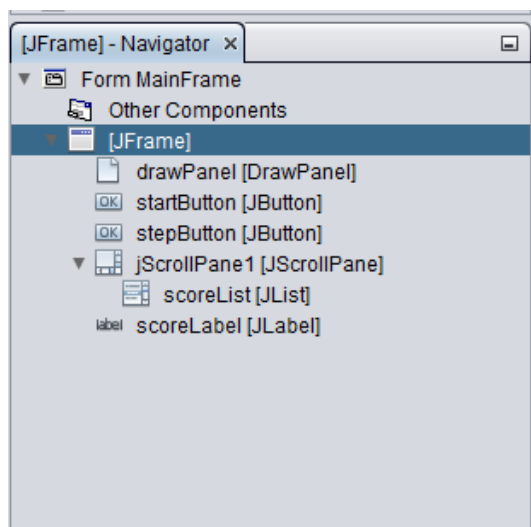 [JFrame] - Navigator ×
Form MainFrame
Other Components
[JFrame]
drawPanel [DrawPanel]
OK startButton [JButton]
OK stepButton [JButton]
jScrollPane1 [JScrollPane]
scoreList [JList]
label scoreLabel [JLabel]